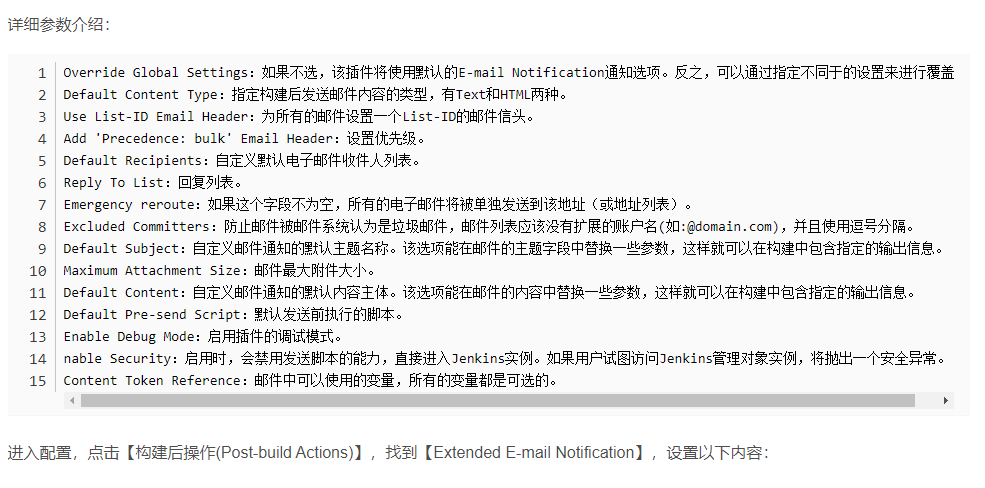 详细参数介绍：
1 Override Global Settings：如果不选，该插件将使用默认的E-mail Notification通知选项。反之，可以通过指定不同于的设置来进行覆盖
2 Default Content Type：指定构建后发送邮件内容的类型，有Text和HTML两种。
3 Use List-ID Email Header：为所有的邮件设置一个List-ID的邮件信头。
4 Add 'Precedence: bulk' Email Header：设置优先级。
5 Default Recipients：自定义默认电子邮件收件人列表。
6 Reply To List：回复列表。
7 Emergency reroute：如果这个字段不为空，所有的电子邮件将被单独发送到该地址（或地址列表）。
8 Excluded Committers：防止邮件被邮件系统认为是垃圾邮件，邮件列表应该没有扩展的账户名(如:@domain.com)，并且使用逗号分隔。
9 Default Subject：自定义邮件通知的默认主题名称。该选项能在邮件的主题字段中替换一些参数，这样就可以在构建中包含指定的输出信息。
10 Maximum Attachment Size：邮件最大附件大小。
11 Default Content：自定义邮件通知的默认内容主体。该选项能在邮件的内容中替换一些参数，这样就可以在构建中包含指定的输出信息。
12 Default Pre-send Script：默认发送前执行的脚本。
13 Enable Debug Mode：启用插件的调试模式。
14 nable Security：启用时，会禁用发送脚本的能力，直接进入Jenkins实例。如果用户试图访问Jenkins管理对象实例，将抛出一个安全异常。
15 Content Token Reference：邮件中可以使用的变量，所有的变量都是可选的。
进入配置，点击【构建后操作(Post-build Actions)】，找到【Extended E-mail Notification】，设置以下内容：